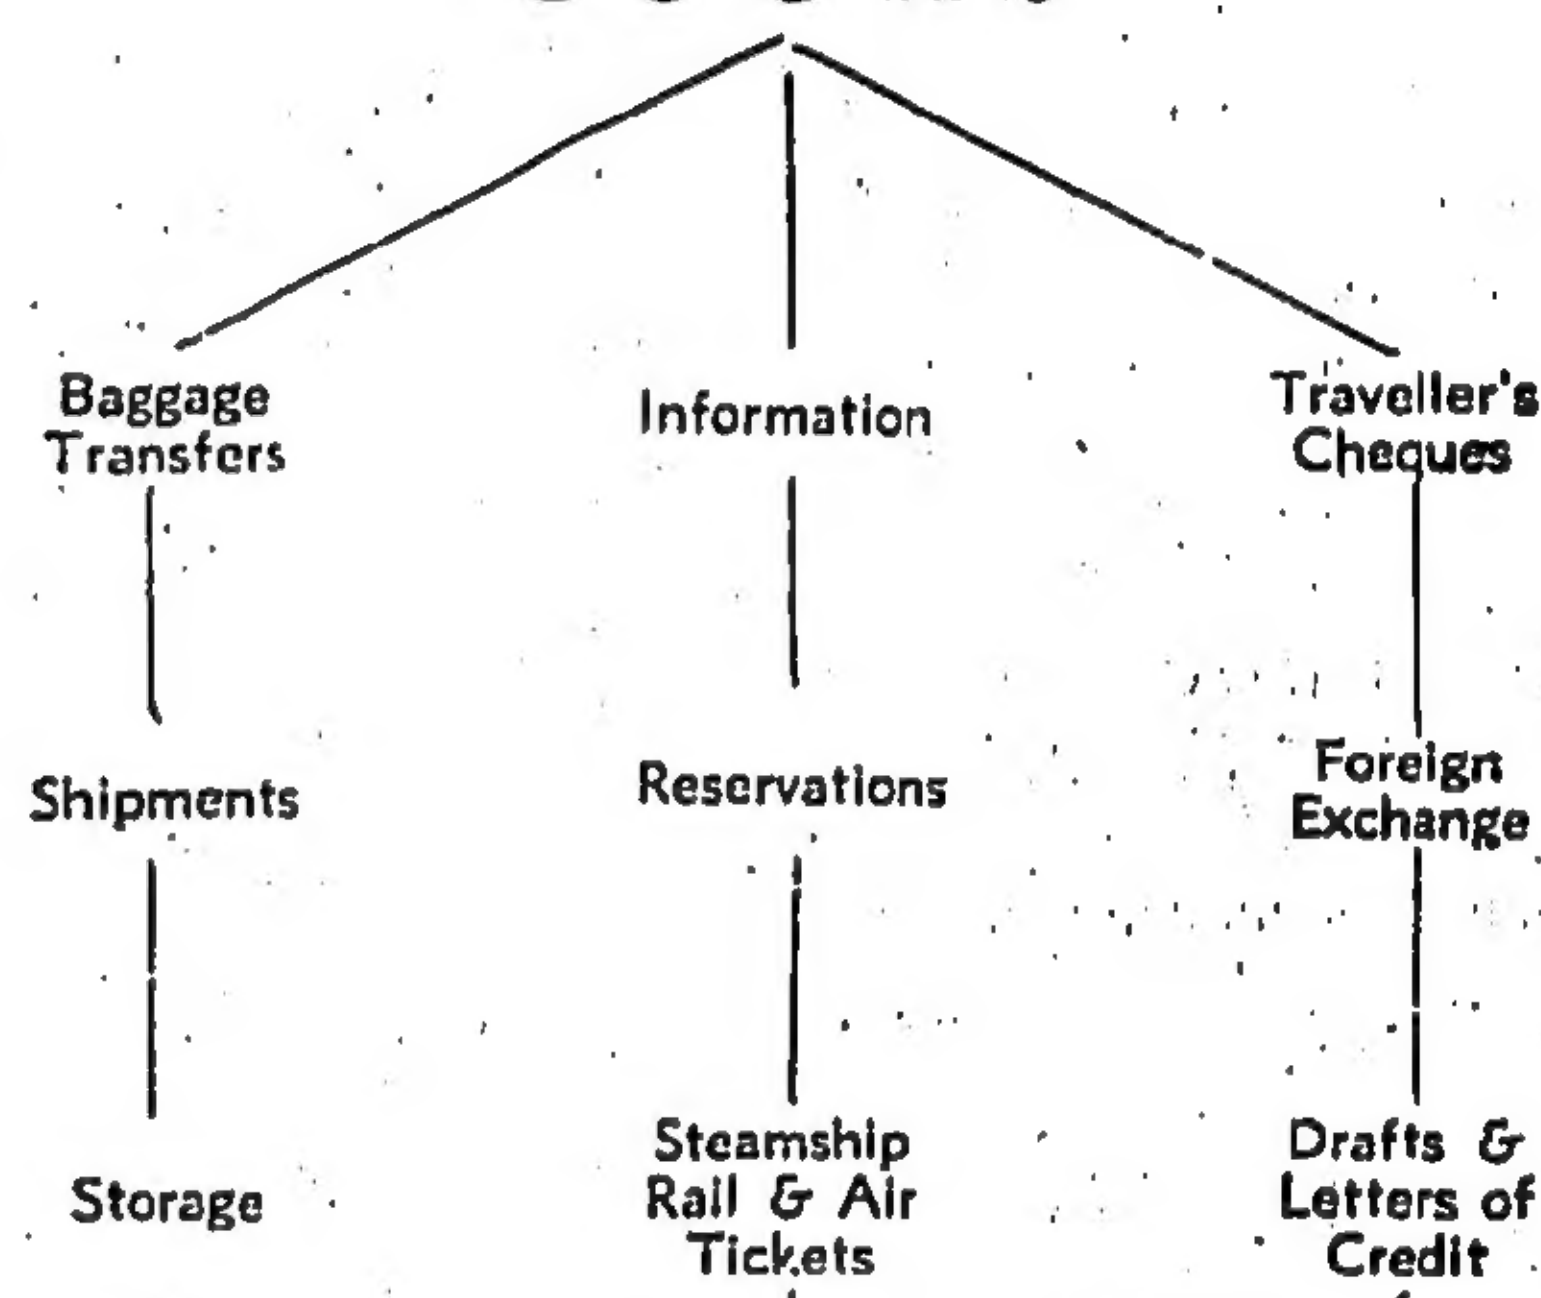 Baggage
Transfers
Information
Traveller's
Cheques
Shipments
Reservations
Foreign
Exchange
Storage
Steamship
Rail & Air
Tickets
Drafts &
Letters of
Credit